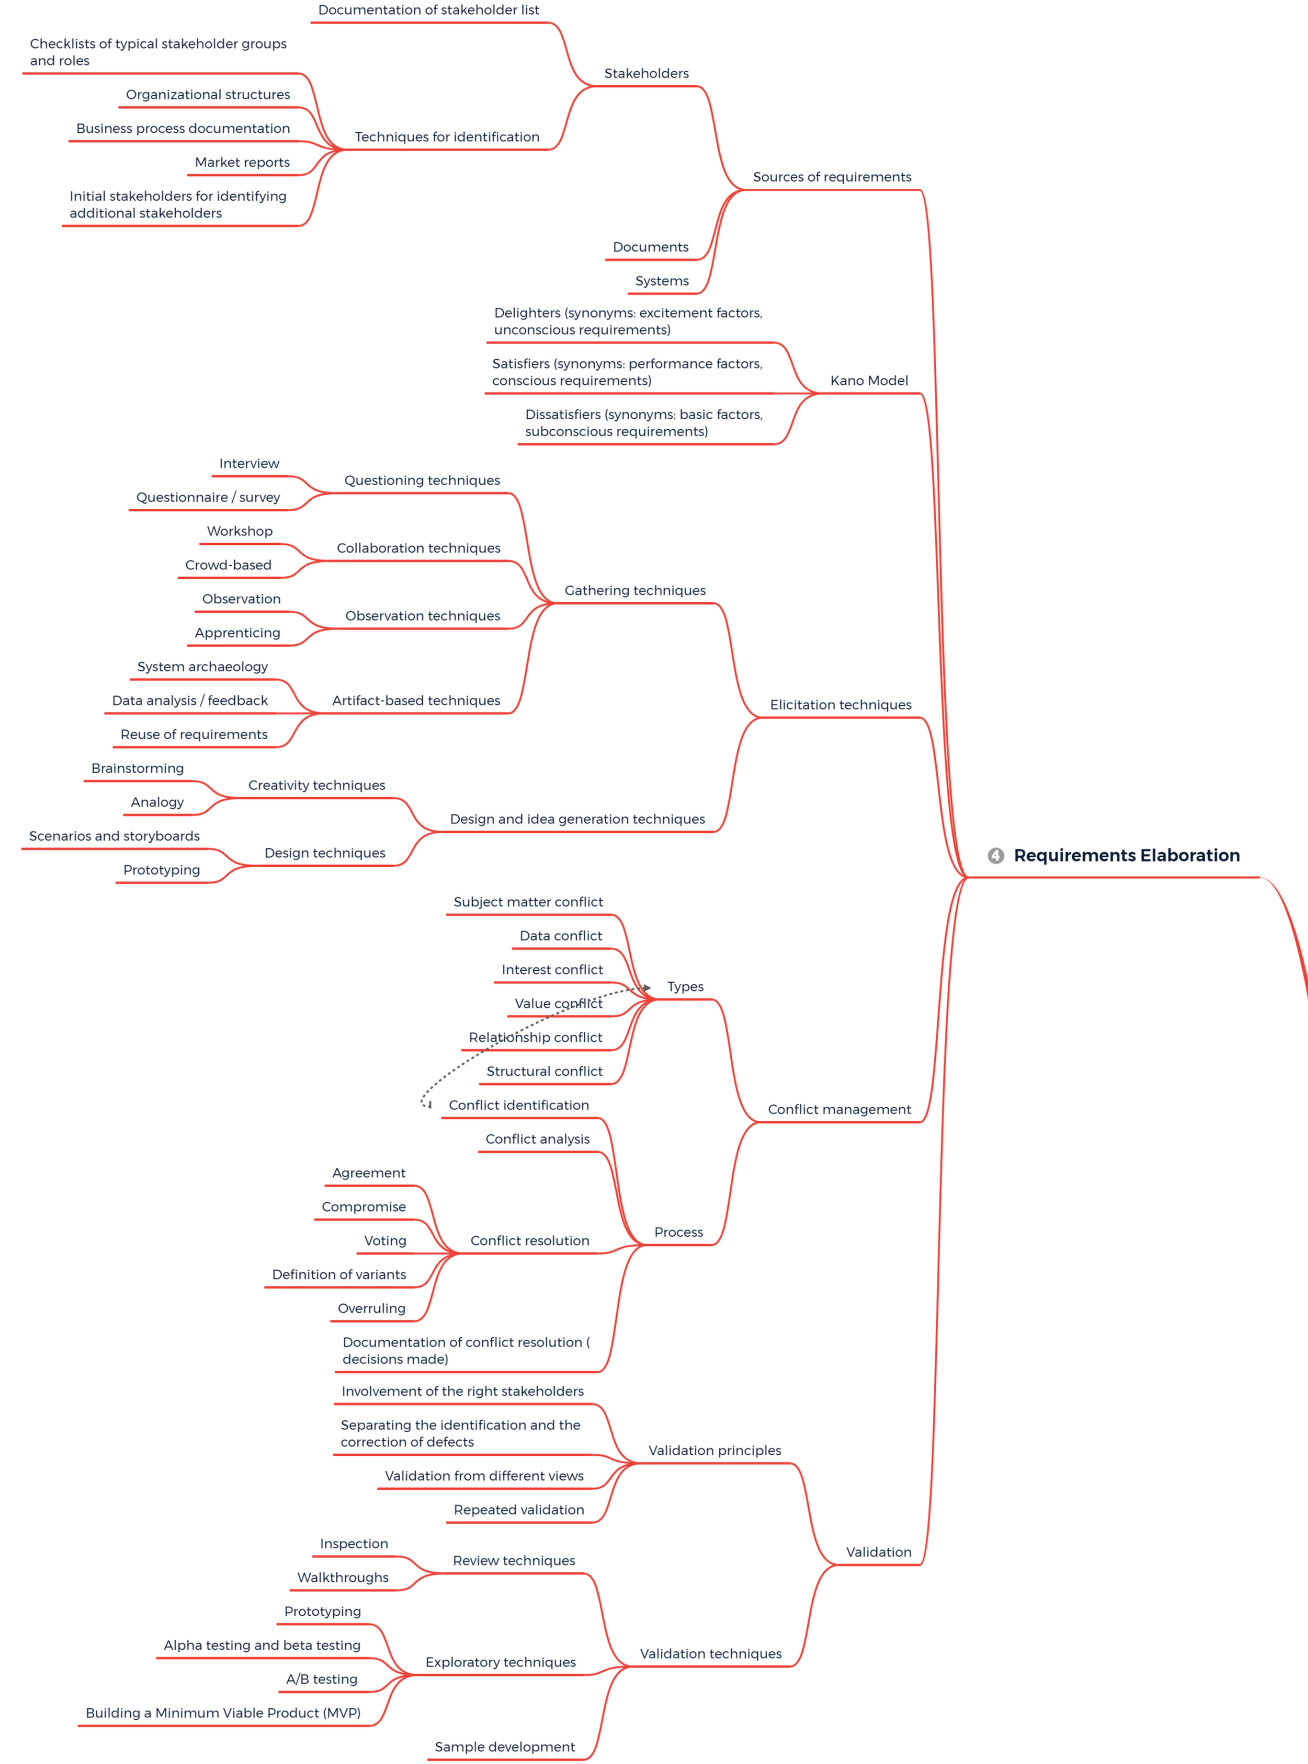 Documentation of stakeholder list
Checklists of typical stakeholder groups
and roles
Stakeholders
Organizational structures
Business process documentation
Techniques for identification
Market reports
Sources of requirements
Initial stakeholders for identifying
additional stakeholders
Documents
Systems
Delighters (synonyms: excitement factors,
unconscious requirements)
Satisfiers (synonyms: performance factors,
conscious requirements)
Kano Model
Dissatisfiers (synonyms: basic factors,
subconscious requirements)
Interview
Questioning techniques
Questionnaire / survey
Workshop
Collaboration techniques
Crowd-based
Gathering techniques
Observation
Observation techniques
Apprenticing
System archaeology
Data analysis / feedback
Artifact-based techniques
Elicitation techniques
Reuse of requirements
Brainstorming
Creativity techniques
Analogy
Design and idea generation techniques
Scenarios and storyboards
Design techniques
Prototyping
4 Requirements Elaboration
Subject matter conflict
Data conflict
Interest conflict
Types
Value conflict
Relationship conflict
Structural conflict
Conflict identification
Conflict management
Conflict analysis
Agreement
Compromise
Process
Voting
Conflict resolution
Definition of variants
Overruling
Documentation of conflict resolution (
decisions made)
Involvement of the right stakeholders
Separating the identification and the
correction of defects
Validation principles
Validation from different views
Repeated validation
Inspection
Validation
Review techniques
Walkthroughs
Prototyping
Alpha testing and beta testing
Validation techniques
Exploratory techniques
A/B testing
Building a Minimum Viable Product (MVP)
Sample development